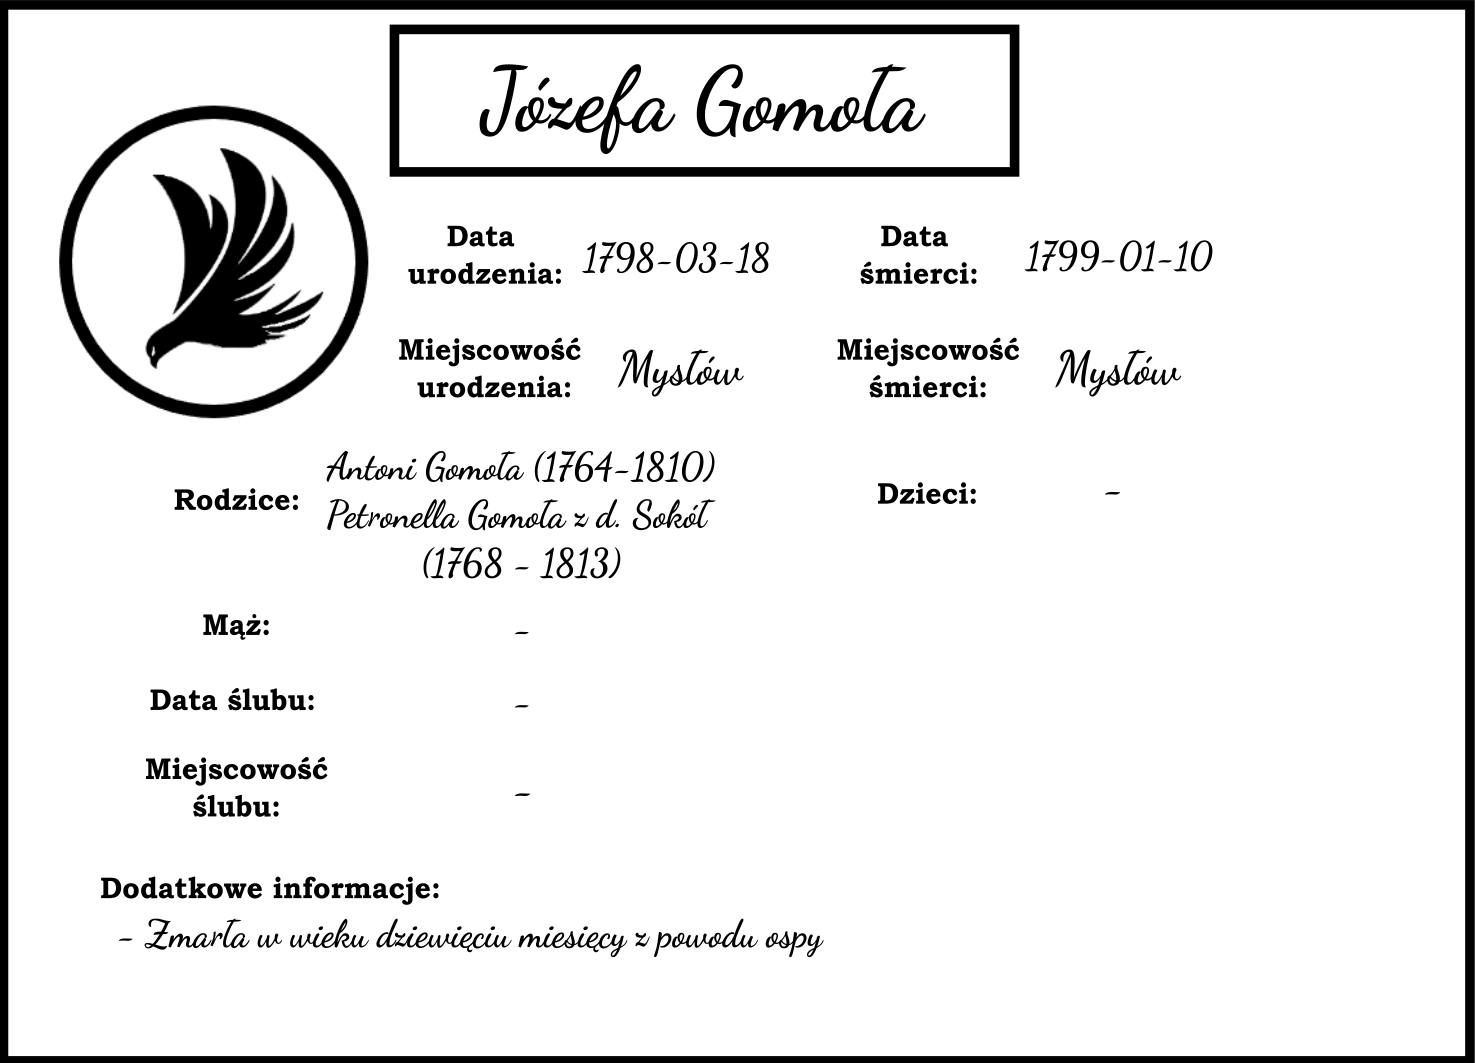 Józefa Gomoła
Data
urodzenia:
1798-03-18
Data
śmierci:
1799-01-10
Miejscowość
urodzenia:
Mysłów
Miejscowość
śmierci:
Mysłów
Rodzice:
Antoni Gomoła (1764-1810)
Petronella Gomoła z d. Sokół
(1768 - 1813)
Dzieci:
-
Mąż:
-
Data ślubu:
-
Miejscowość
ślubu:
-
Dodatkowe informacje:
- Zmarła w wieku dziewięciu miesięcy z powodu ospy